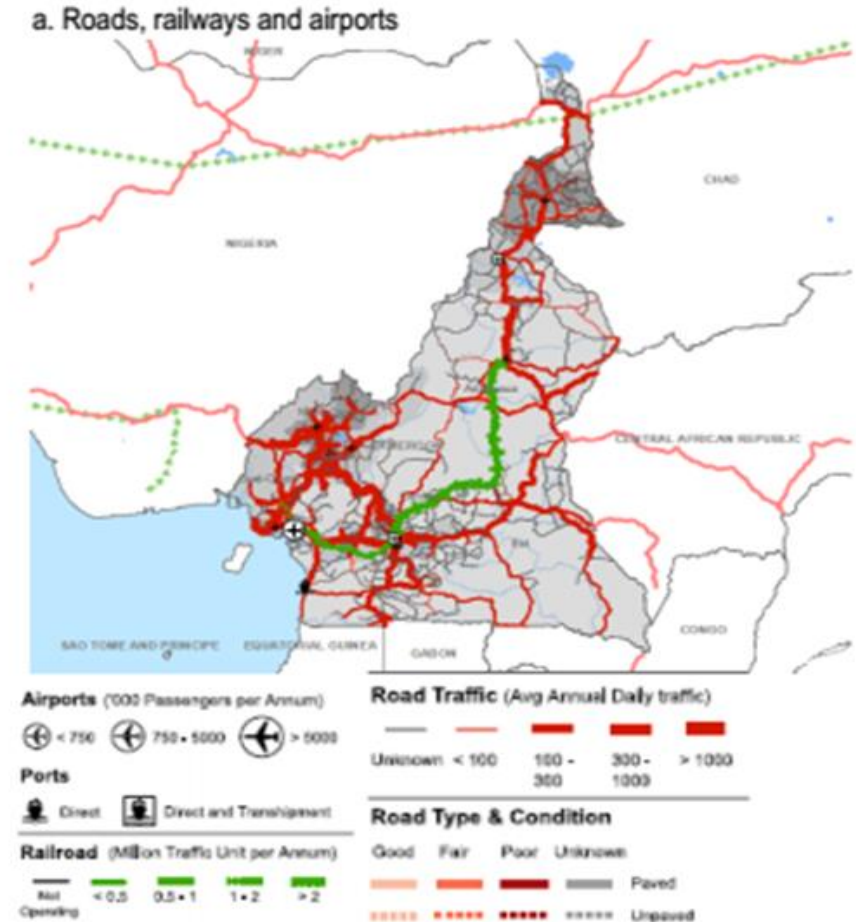 a. Roads, railways and airports
NIGER
CHAD
NIGERIA
CENTRAL AFRICAN REPUBLIC
SAO TOME AND PRINCIPE
EQUATORIAL GUINEA
GABON
CONGO
Airports ('000 Passengers per Annum)
< 750
750 - 5000
> 5000
Ports
Direct
Direct and Transhipment
Railroad (Million Traffic Unit per Annum)
Not Operating
< 0.5
0.5 - 1
1 - 2
> 2
Road Traffic (Avg Annual Daily traffic)
Unknown
< 100
100 - 300
300 - 1000
> 1000
Road Type & Condition
Good
Fair
Poor
Unknown
Paved
Unpaved